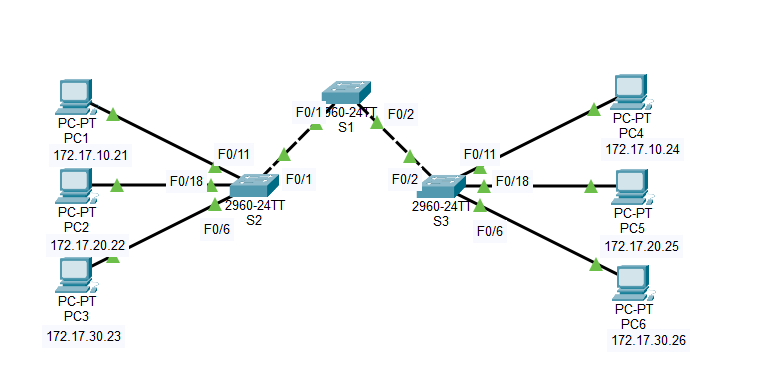 PC-PT
PC1
172.17.10.21
PC-PT
PC2
172.17.20.22
PC-PT
PC3
172.17.30.23
F0/11
F0/18
F0/6
F0/1
2960-24TT
S2
F0/1
F0/2
960-24TT
S1
F0/11
F0/2
F0/18
2960-24TT
S3
F0/6
PC-PT
PC4
172.17.10.24
PC-PT
PC5
172.17.20.25
PC-PT
PC6
172.17.30.26